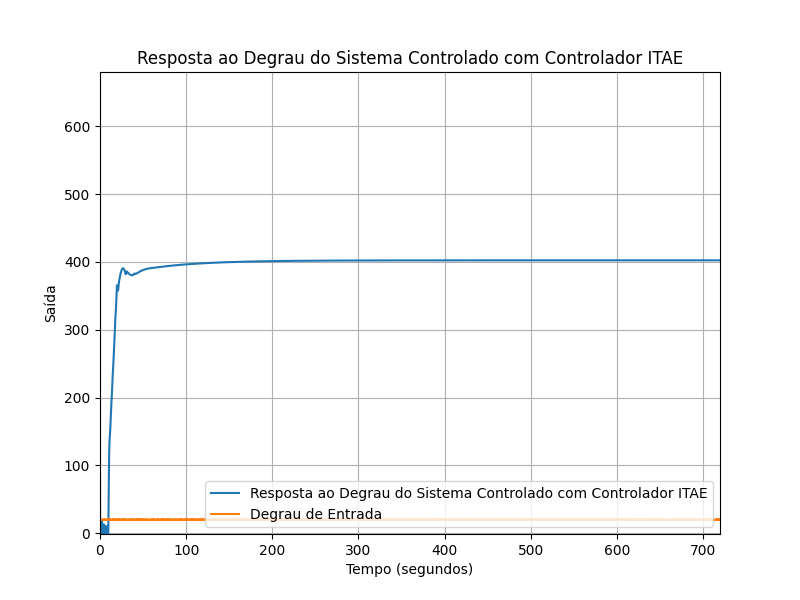 Resposta ao Degrau do Sistema Controlado com Controlador ITAE
600
500
400
300
200
100
0
Saída
Resposta ao Degrau do Sistema Controlado com Controlador ITAE
Degrau de Entrada
0 100 200 300 400 500 600 700
Tempo (segundos)